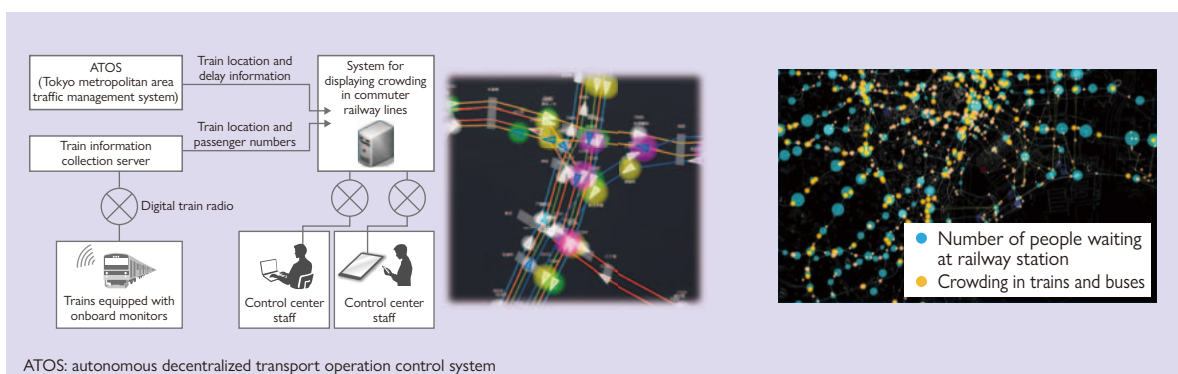 ATOS
(Tokyo metropolitan area
traffic management system)
Train location and
delay information
System for
displaying crowding
in commuter
railway lines
Train information
collection server
Train location and
passenger numbers
Digital train radio
Trains equipped with
onboard monitors
Control center
staff
Control center
staff
Number of people waiting
at railway station
Crowding in trains and buses
ATOS: autonomous decentralized transport operation control system